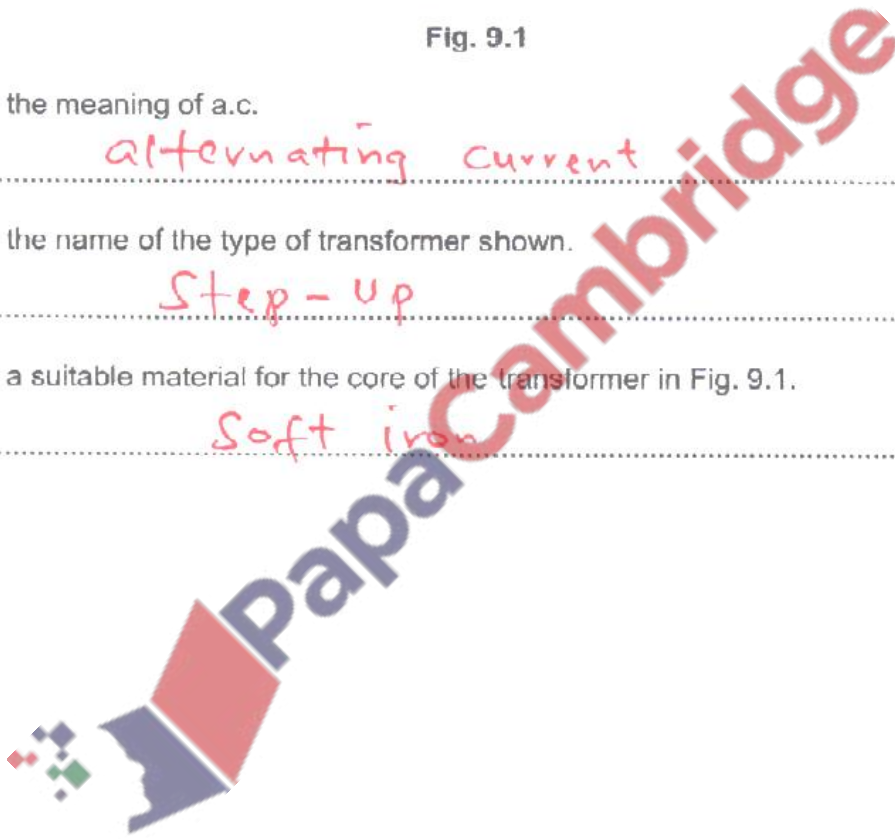 Fig. 9.1
the meaning of a.c.
alternating current
the name of the type of transformer shown.
Step-up
a suitable material for the core of the transformer in Fig. 9.1.
Soft iron
PapaCambridge